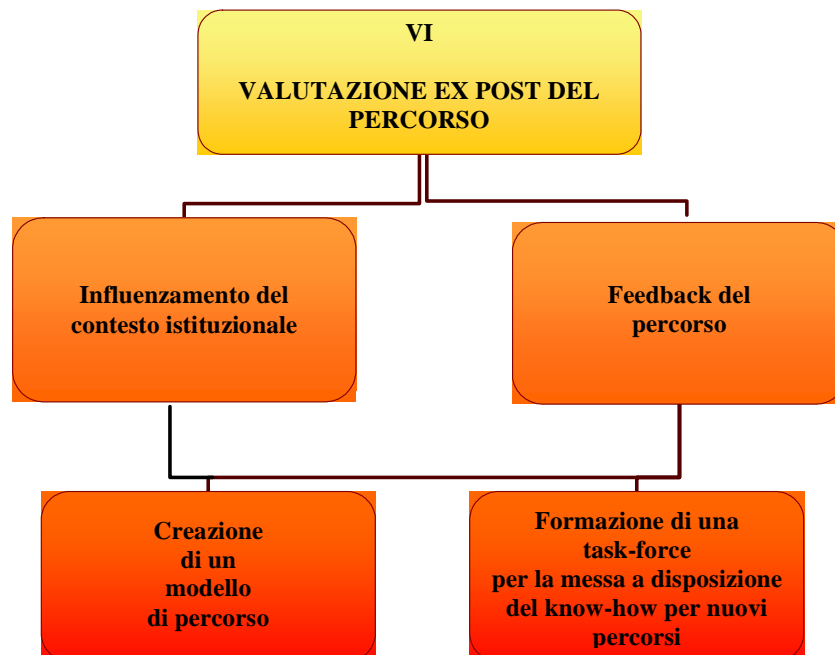 VI
VALUTAZIONE EX POST DEL
PERCORSO
Influenzamento del
contesto istituzionale
Feedback del
percorso
Creazione
di un
modello
di percorso
Formazione di una
task-force
per la messa a disposizione
del know-how per nuovi
percorsi